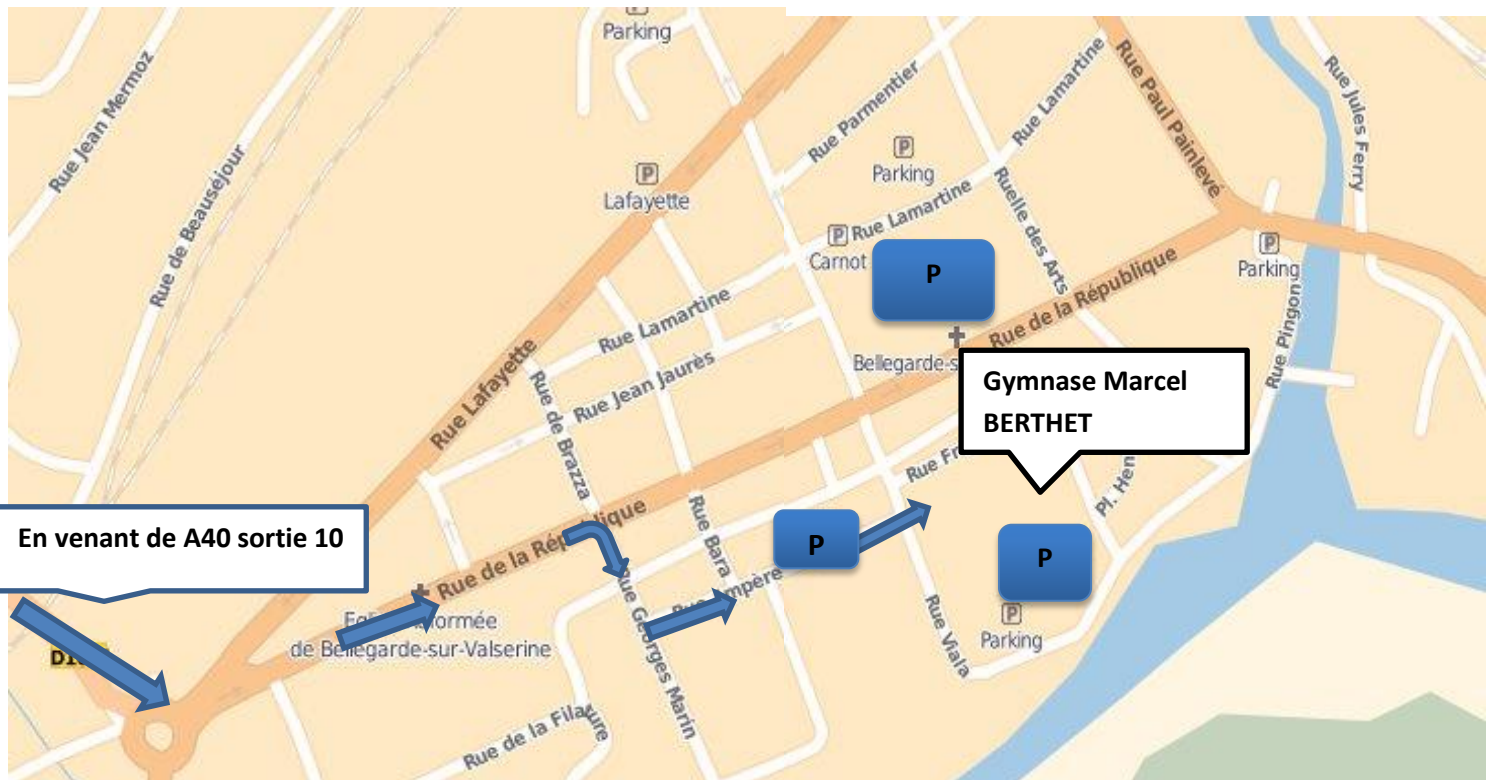 P
Parking
Rue Jean Mermoz
Rue de Beauséjour
Rue Parmentier
Rue Lamartine
Rue Paul Painlevé
Rue Jules Ferry
P
Parking
P
Lafayette
Rue Lamartine
Ruelle des Arts
P
Carnot
P
P
Parking
Rue de la République
Rue Lamartine
Rue Jean Jaurès
Rue Lafayette
Rue de Brazza
Bellegarde-s
Rue Pingon
Gymnase Marcel
BERTHET
Rue Fr
Pl. Hen
En venant de A40 sortie 10
Rue de la République
Rue Bara
P
P
Rue Ampère
Rue Georges Marin
Rue Viala
P
Parking
de Bellegarde-sur-Valserine
Rue de la Filature